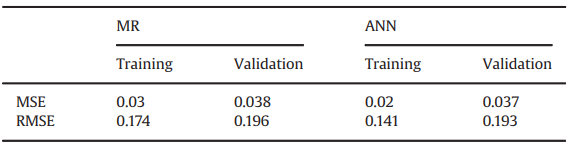 MR ANN
Training Validation Training Validation
MSE 0.03 0.038 0.02 0.037
RMSE 0.174 0.196 0.141 0.193